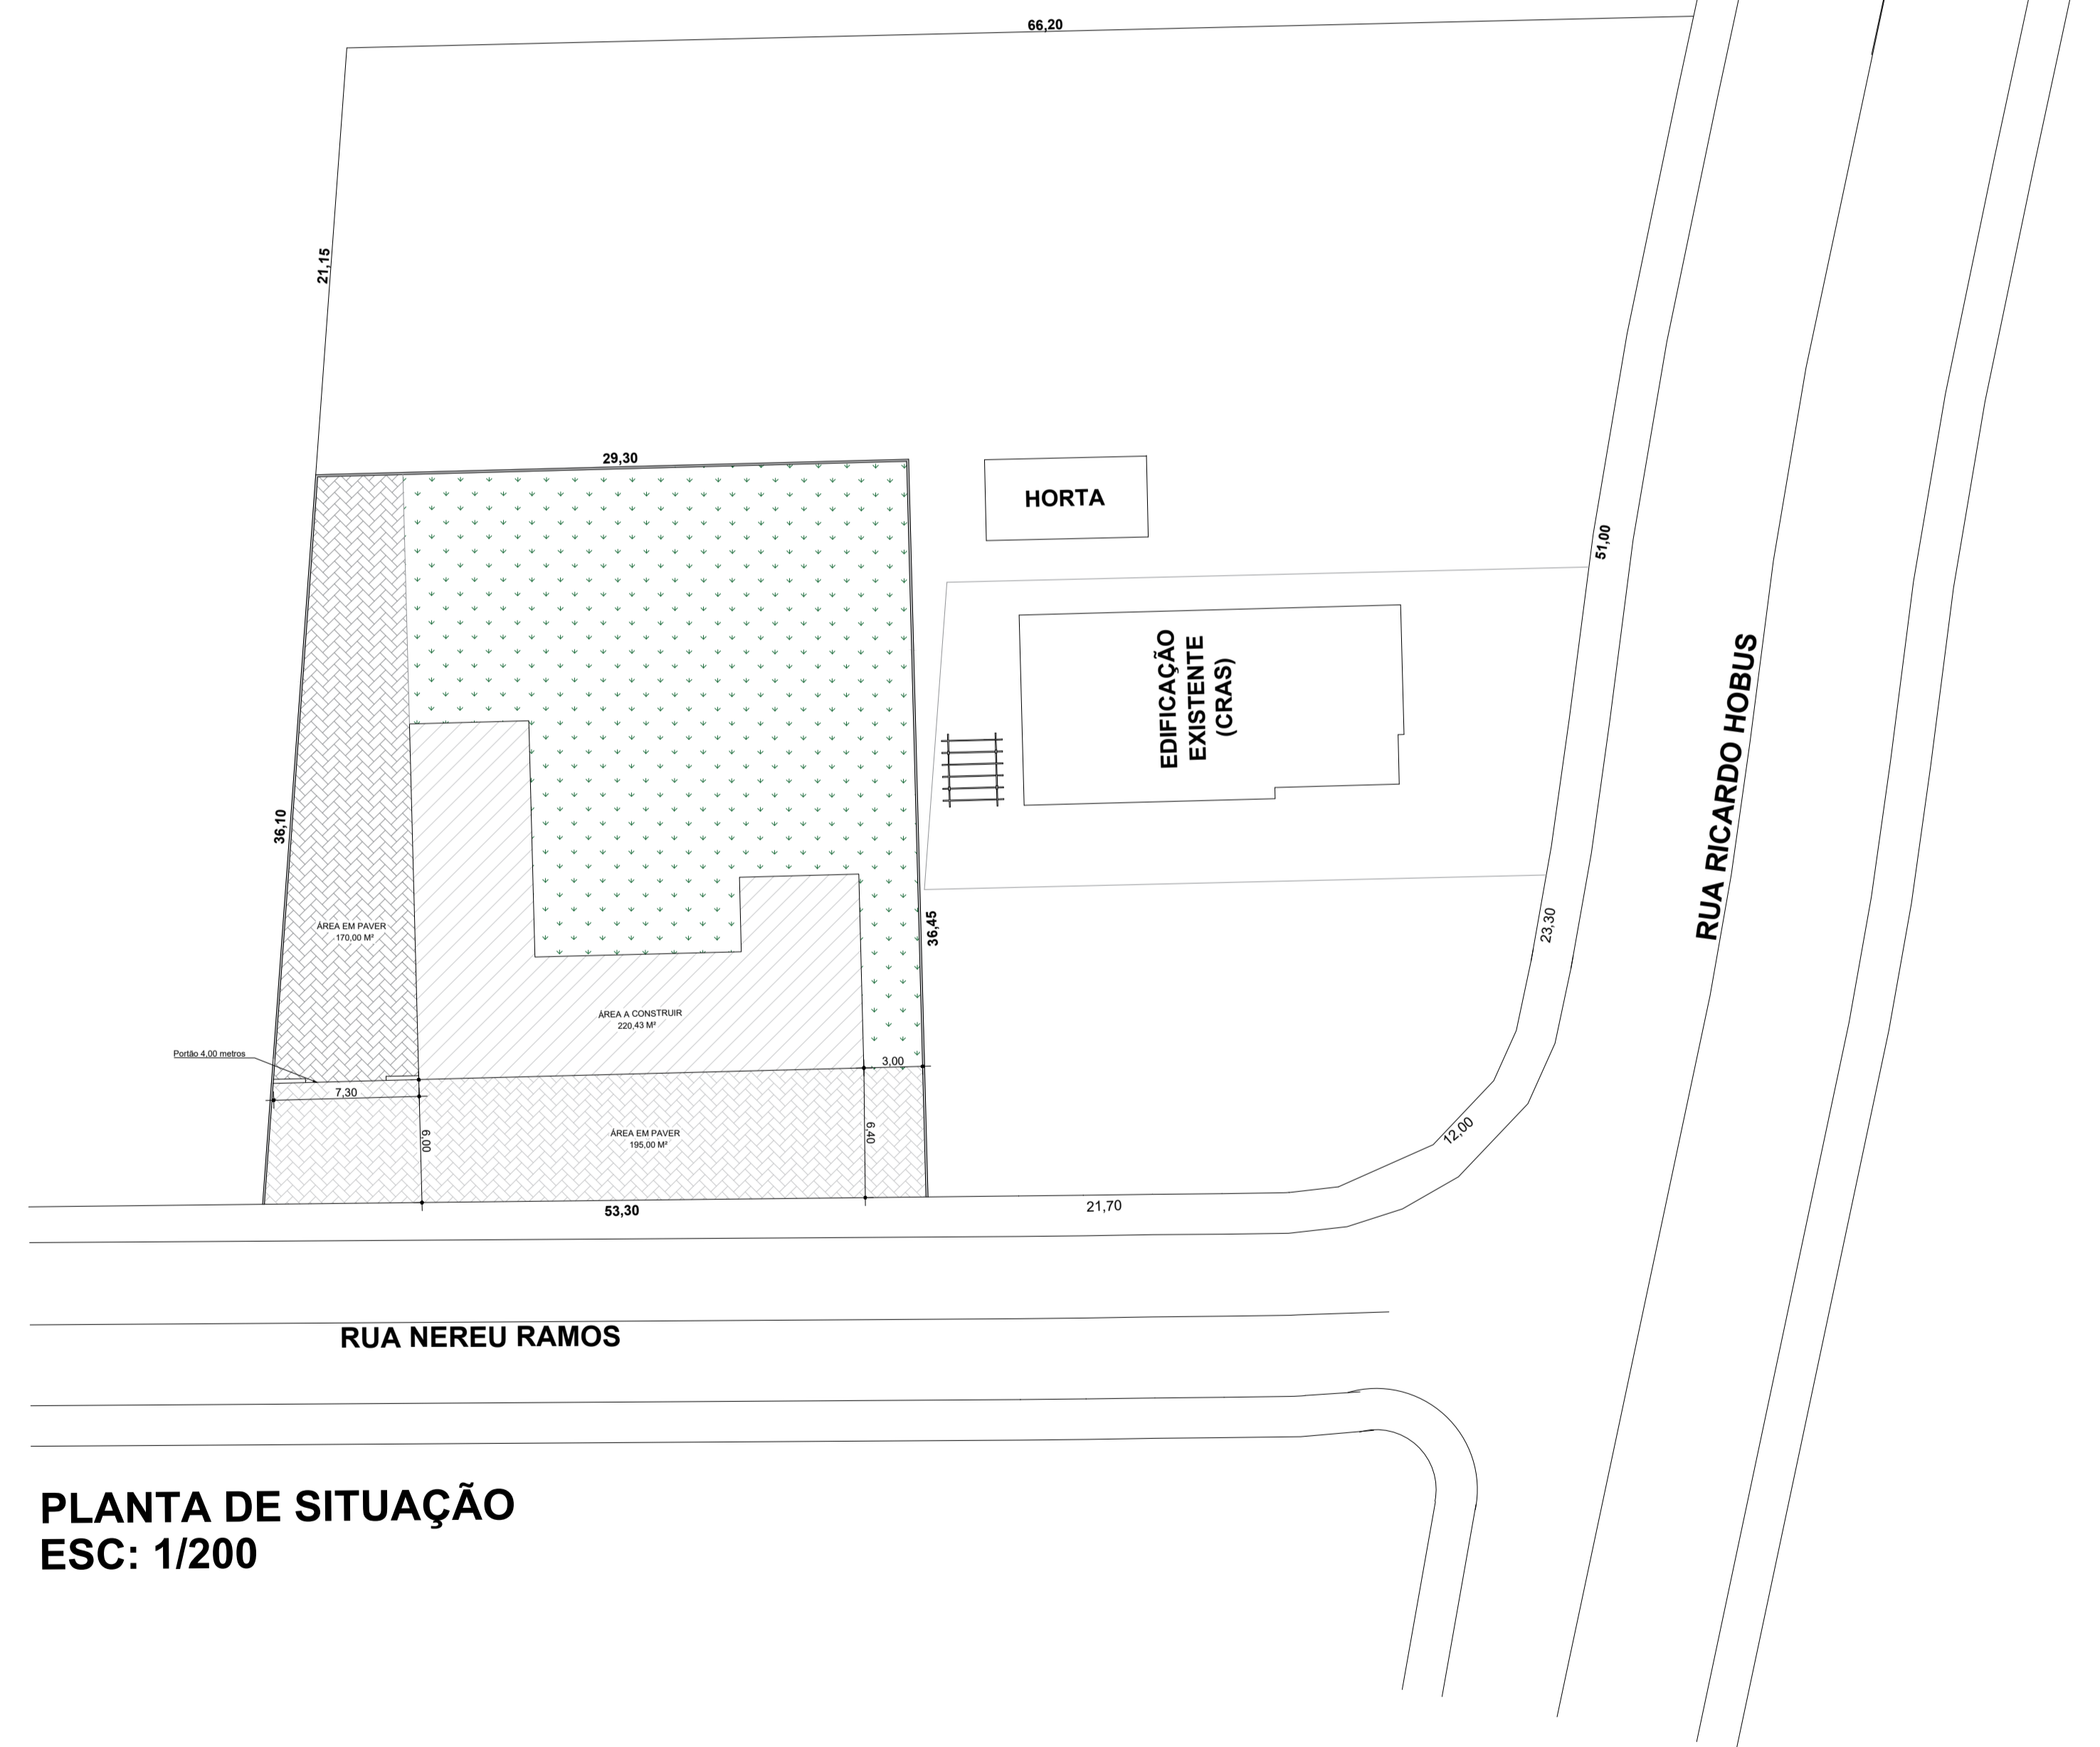 66,20
21,15
29,30
HORTA
51,00
EDIFICAÇÃO
EXISTENTE
(CRAS)
RUA RICARDO HOBUS
36,10
ÁREA EM PAVER
170,00 M²
36,45
23,30
ÁREA A CONSTRUIR
220,43 M²
Portão 4,00 metros
3,00
7,30
6,00
ÁREA EM PAVER
195,00 M²
6,40
12,00
53,30
21,70
RUA NEREU RAMOS
PLANTA DE SITUAÇÃO
ESC: 1/200